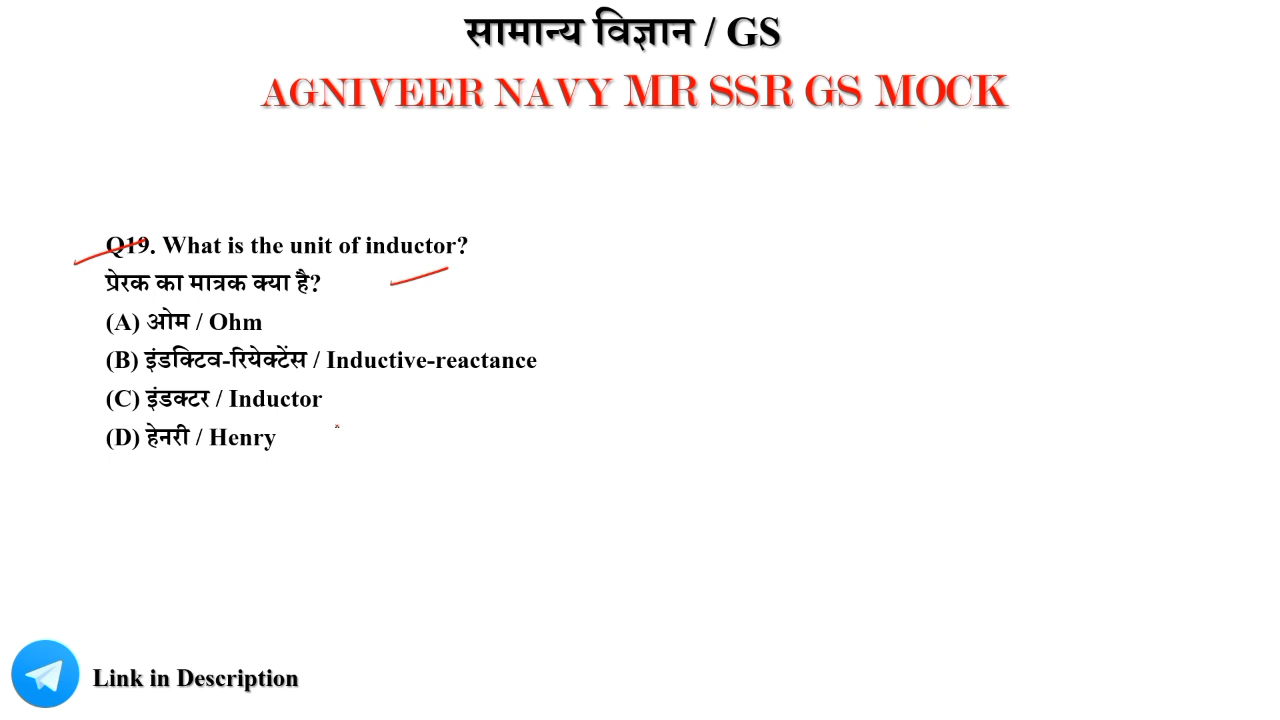 सामान्य विज्ञान / GS
AGNIVEER NAVY MR SSR GS MOCK
Q19. What is the unit of inductor?
प्रेरक का मात्रक क्या है?
(A) ओम / Ohm
(B) इंडक्टिव-रियेक्टेंस / Inductive-reactance
(C) इंडक्टर / Inductor
(D) हेनरी / Henry
Link in Description